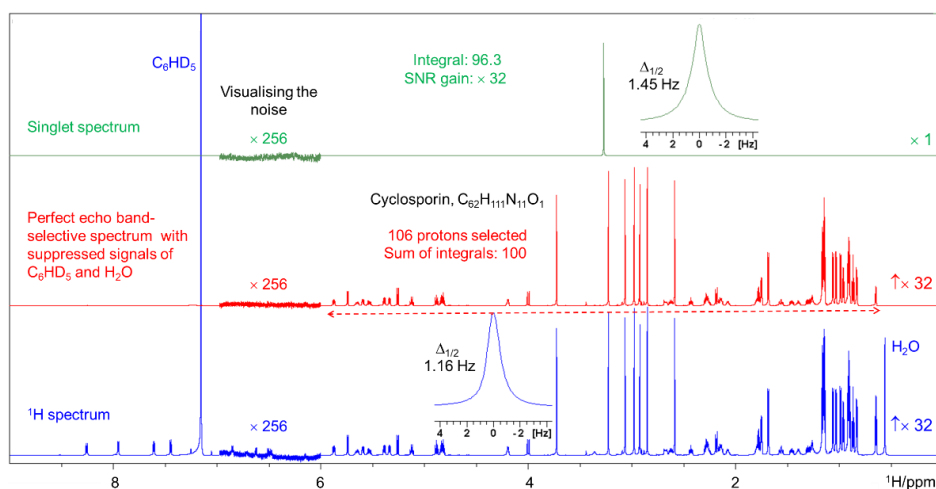 C₆HD₅
Integral: 96.3
SNR gain: × 32
Δ₁/₂
1.45 Hz
Visualising the
noise
Singlet spectrum
× 256
4 2 0 -2 [Hz]
× 1
Cyclosporin, C₆₂H₁₁₁N₁₁O₁
Perfect echo band-
selective spectrum with
suppressed signals of
C₆HD₅ and H₂O
106 protons selected
Sum of integrals: 100
× 256
↑× 32
Δ₁/₂
1.16 Hz
H₂O
¹H spectrum
× 256
4 2 0 -2 [Hz]
↑× 32
8 6 4 2 ¹H/ppm